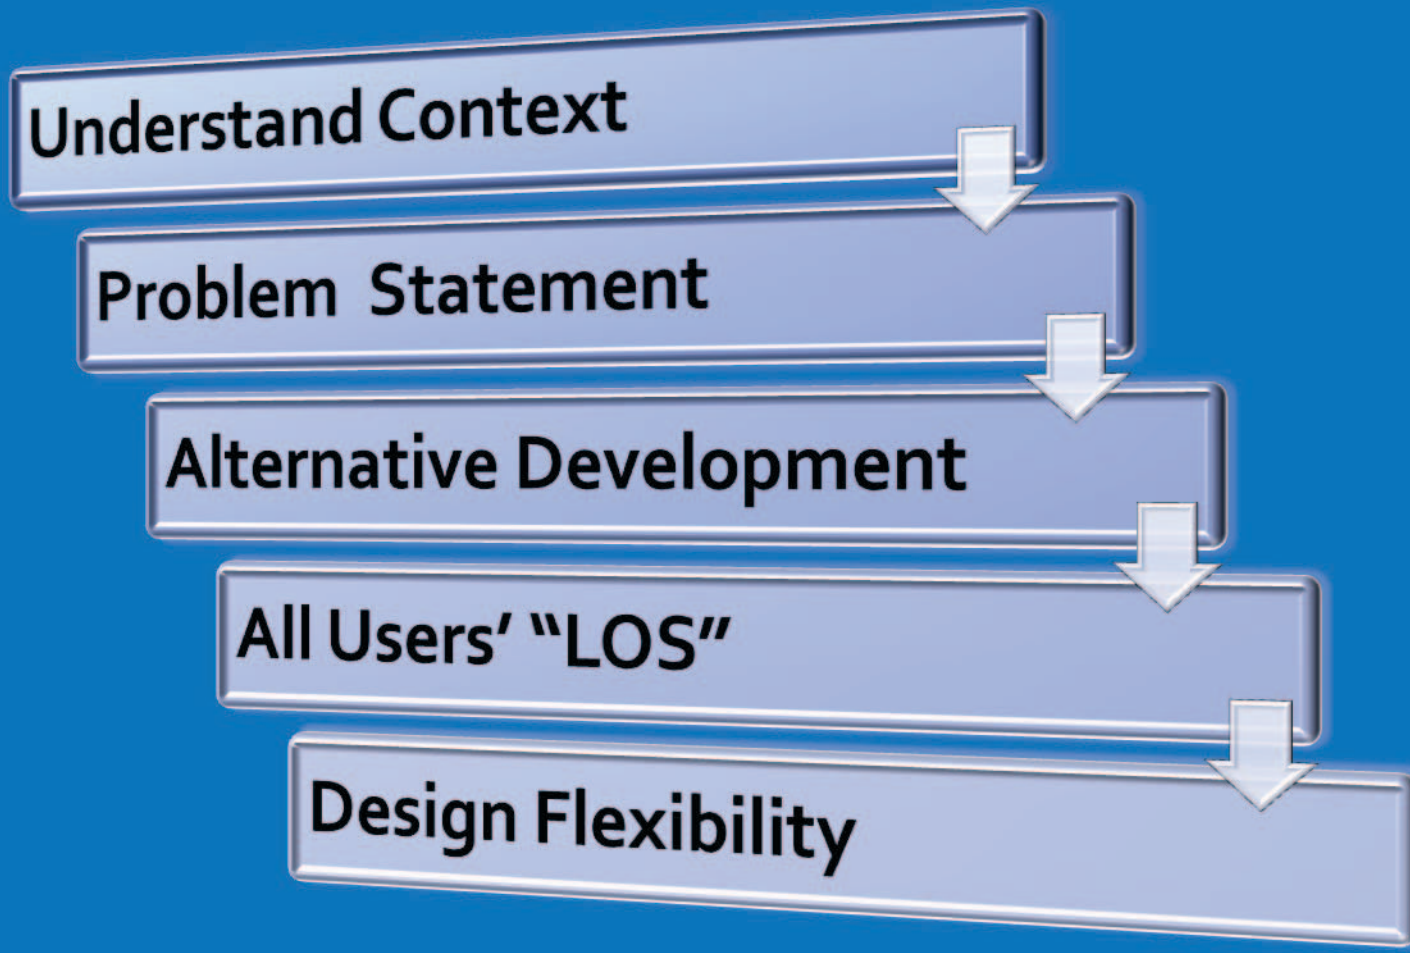 Understand Context
Problem Statement
Alternative Development
All Users’ “LOS”
Design Flexibility